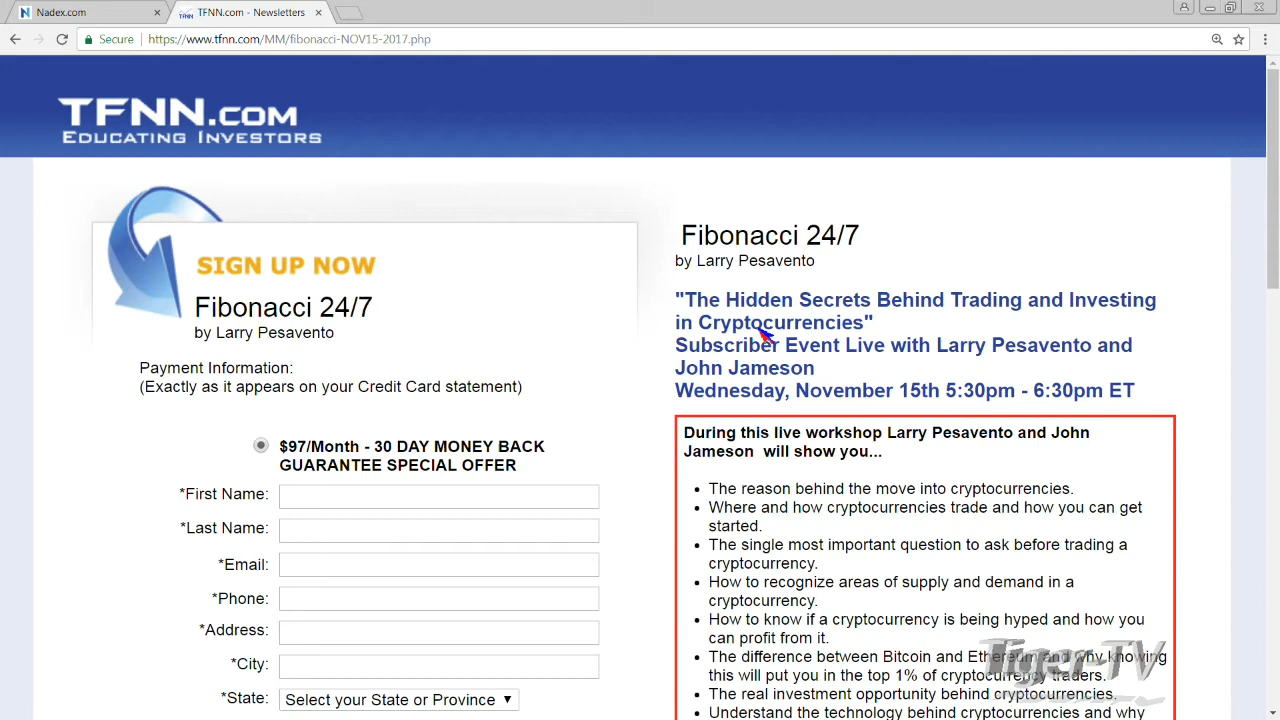 Nadex.com
TFNN.com - Newsletters
Secure
https://www.tfnn.com/MM/fibonacci-NOV15-2017.php
TFNN.COM
EDUCATING INVESTORS
SIGN UP NOW
Fibonacci 24/7
by Larry Pesavento
Payment Information:
(Exactly as it appears on your Credit Card statement)
$97/Month - 30 DAY MONEY BACK
GUARANTEE SPECIAL OFFER
*First Name:
*Last Name:
*Email:
*Phone:
*Address:
*City:
*State:
Select your State or Province
Fibonacci 24/7
by Larry Pesavento
"The Hidden Secrets Behind Trading and Investing
in Cryptocurrencies"
Subscriber Event Live with Larry Pesavento and
John Jameson
Wednesday, November 15th 5:30pm - 6:30pm ET
During this live workshop Larry Pesavento and John
Jameson will show you...
• The reason behind the move into cryptocurrencies.
• Where and how cryptocurrencies trade and how you can get
started.
• The single most important question to ask before trading a
cryptocurrency.
• How to recognize areas of supply and demand in a
cryptocurrency.
• How to know if a cryptocurrency is being hyped and how you
can profit from it.
• The difference between Bitcoin and Ethereum and why knowing
this will put you in the top 1% of cryptocurrency traders.
• The real investment opportunity behind cryptocurrencies.
• Understand the technology behind cryptocurrencies and why
Tiger-TV